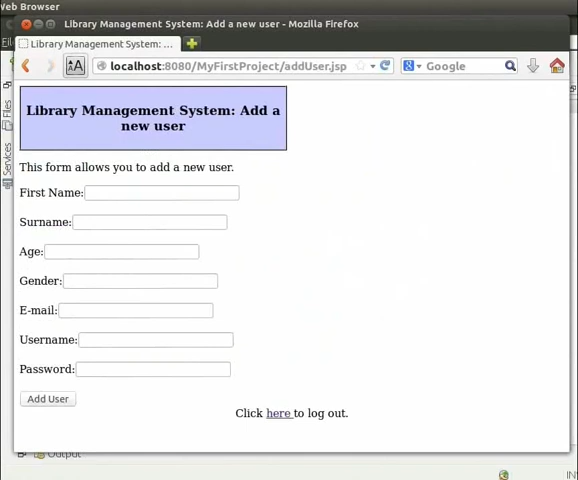 Web Browser
Library Management System: Add a new user - Mozilla Firefox
Library Management System: ...
localhost:8080/MyFirstProject/addUser.jsp
Google
Files
Services
Library Management System: Add a
new user
This form allows you to add a new user.
First Name:
Surname:
Age:
Gender:
E-mail:
Username:
Password:
Add User
Click here to log out.
Output